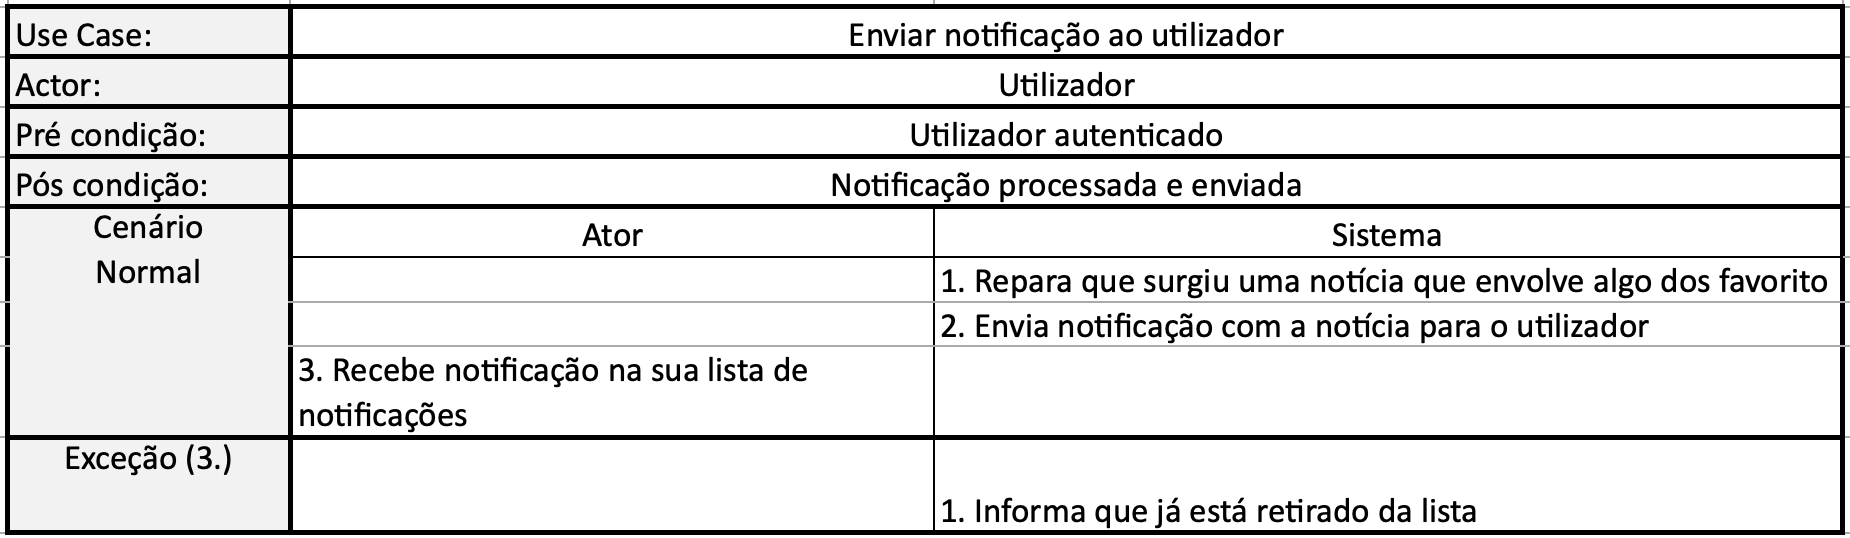 Use Case: Enviar notificação ao utilizador
Actor: Utilizador
Pré condição: Utilizador autenticado
Pós condição: Notificação processada e enviada
Cenário
Normal
Ator Sistema
1. Repara que surgiu uma notícia que envolve algo dos favorito
2. Envia notificação com a notícia para o utilizador
3. Recebe notificação na sua lista de
notificações
Exceção (3.)
1. Informa que já está retirado da lista